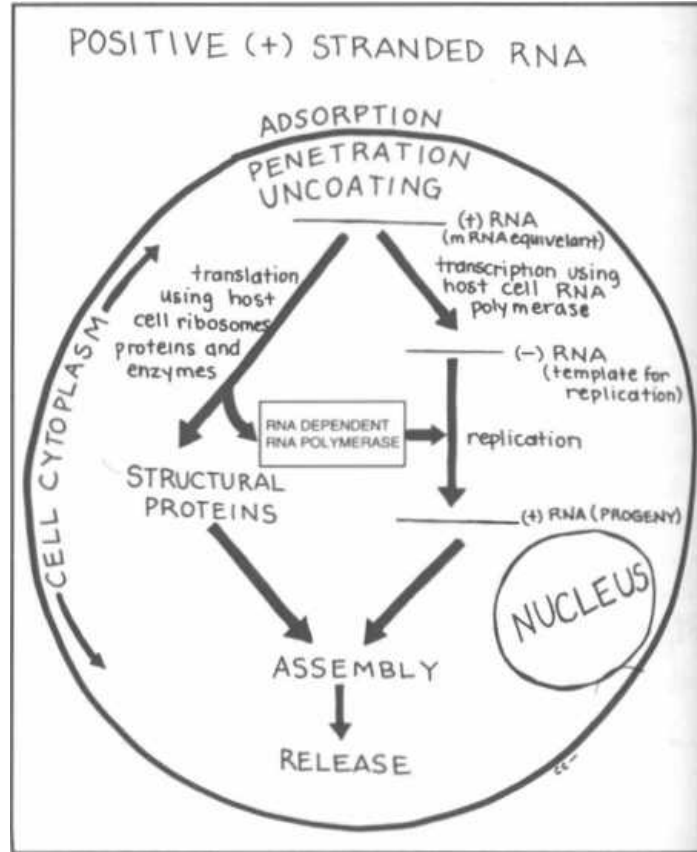 POSITIVE (+) STRANDED RNA
ADSORPTION
PENETRATION
UNCOATING
(+) RNA
(mRNA equivelant)
translation
using host
cell ribosomes
proteins and
enzymes
transcription using
host cell RNA
polymerase
(-) RNA
(template for
replication)
RNA DEPENDENT
RNA POLYMERASE
replication
CELL CYTOPLASM
STRUCTURAL
PROTEINS
(+) RNA (PROGENY)
NUCLEUS
ASSEMBLY
RELEASE